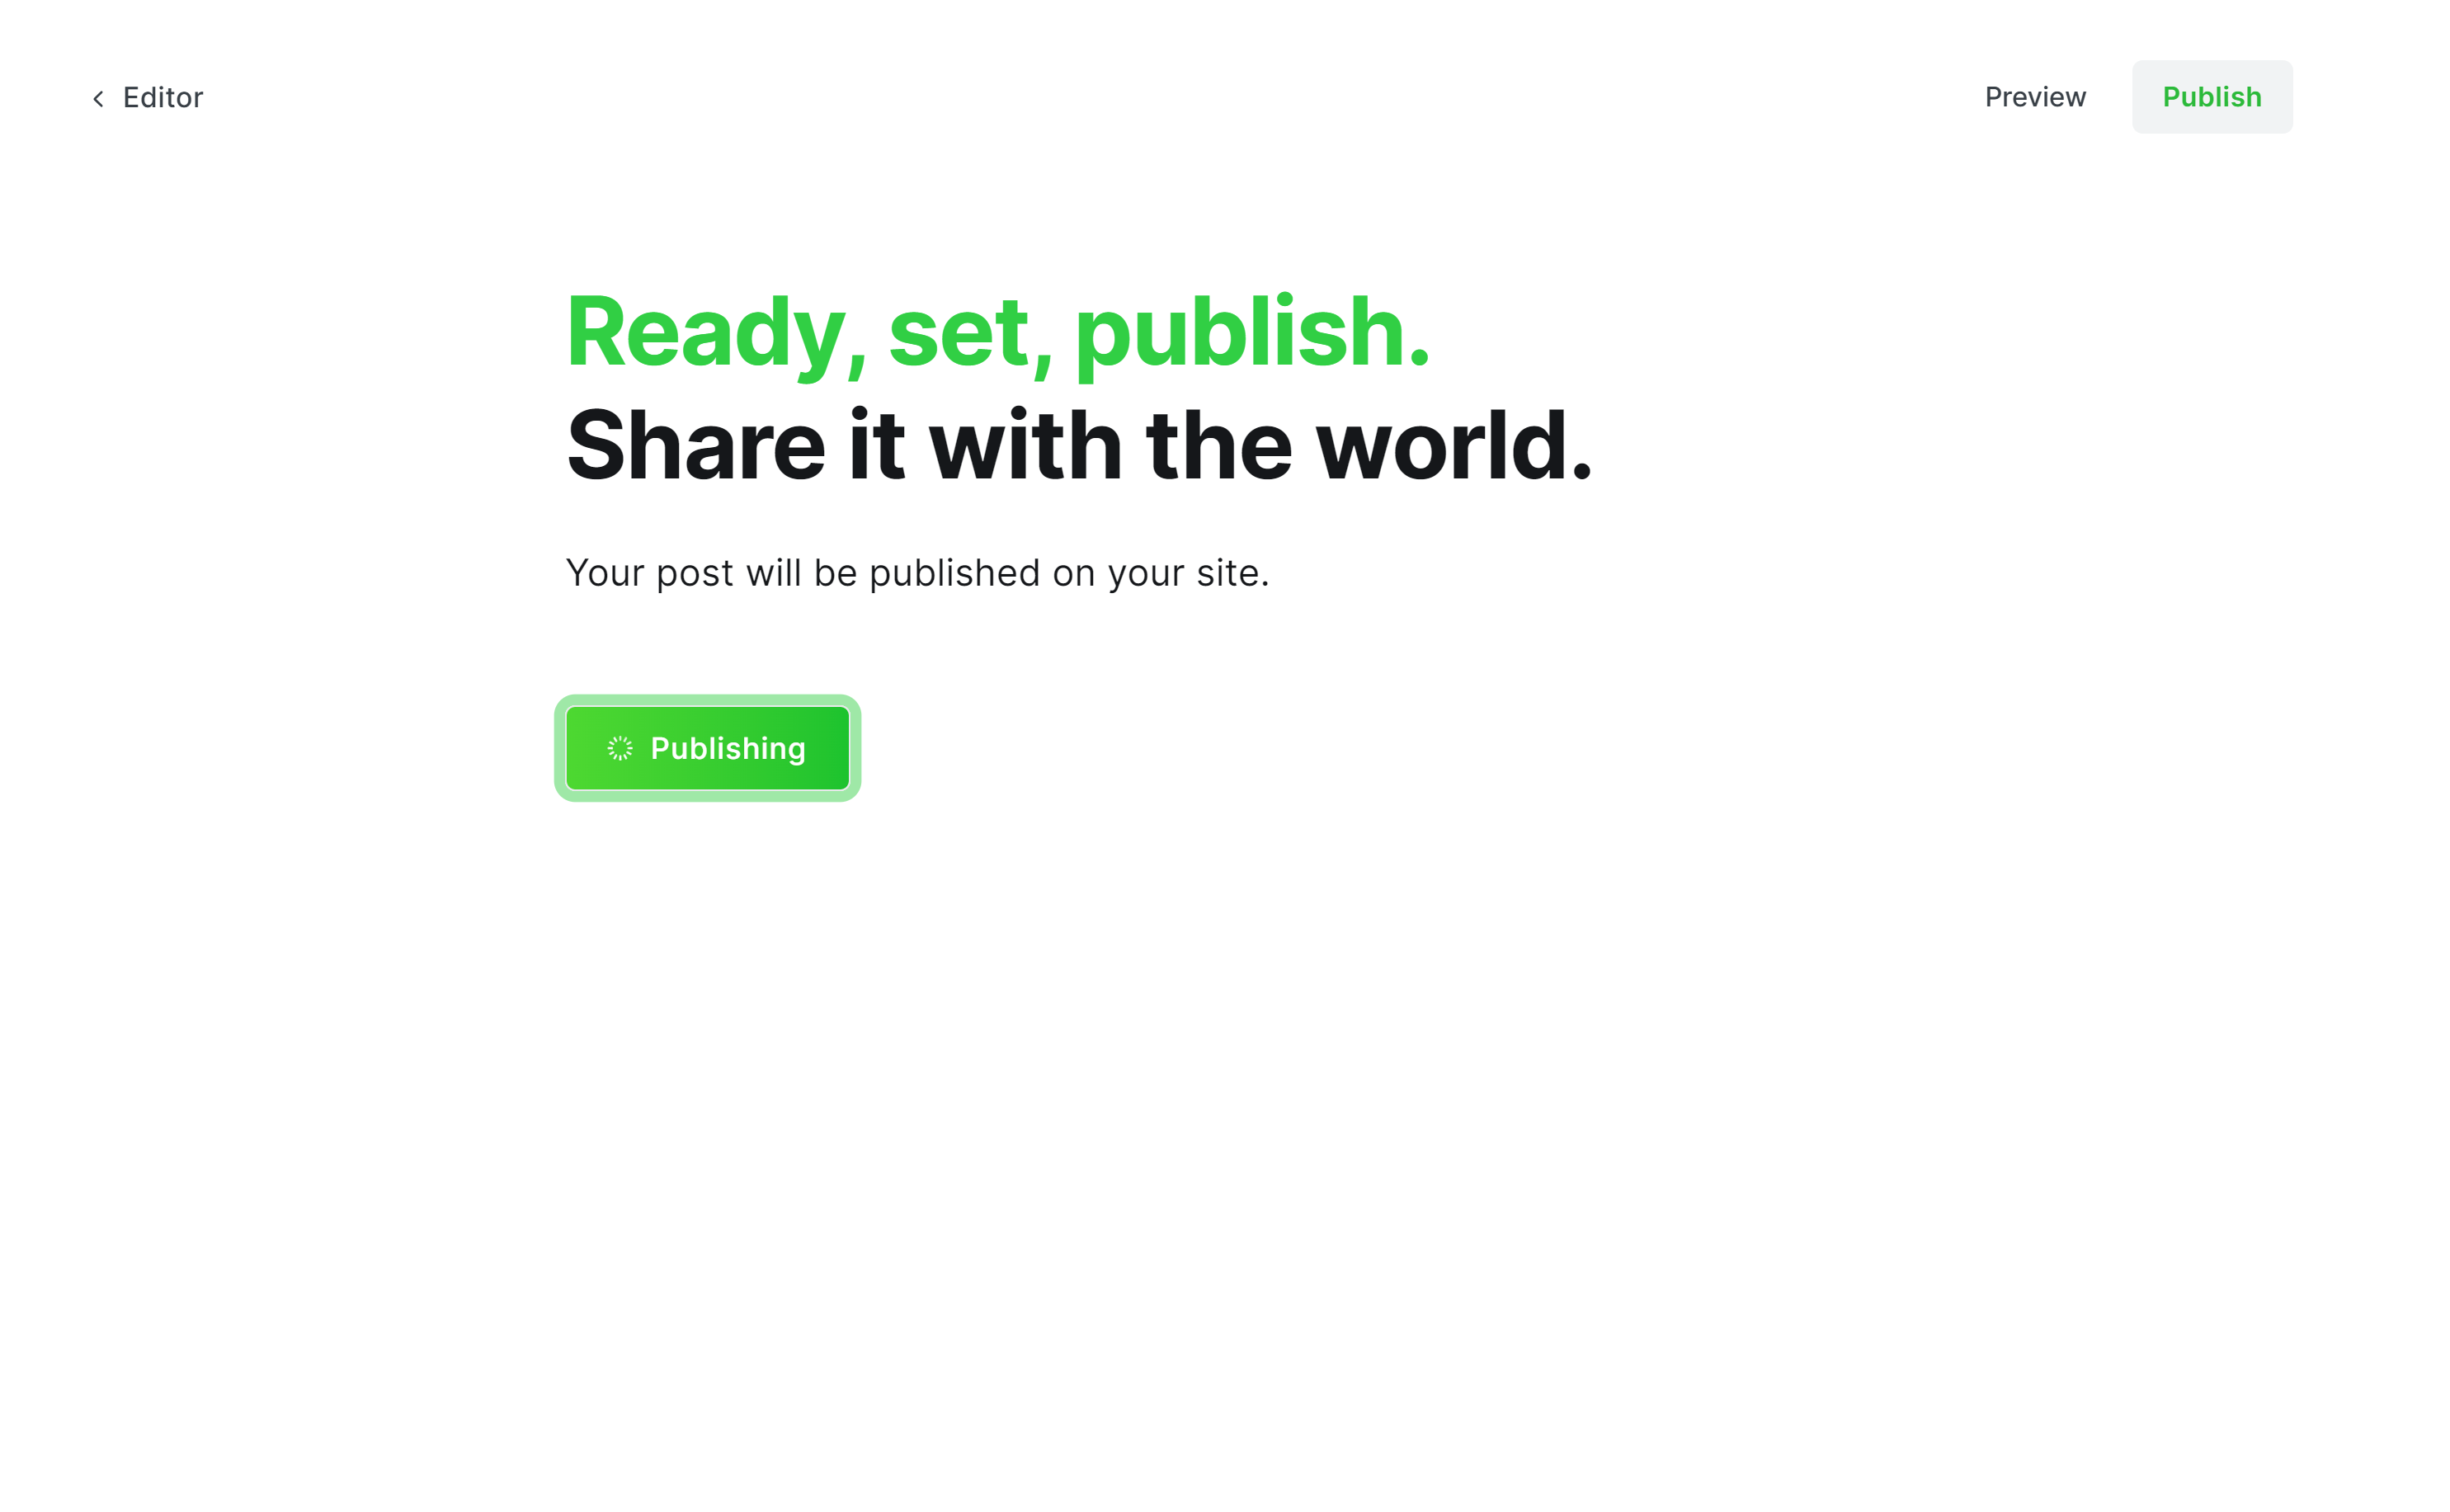 Editor
Preview
Publish
Ready, set, publish.
Share it with the world.
Your post will be published on your site.
Publishing